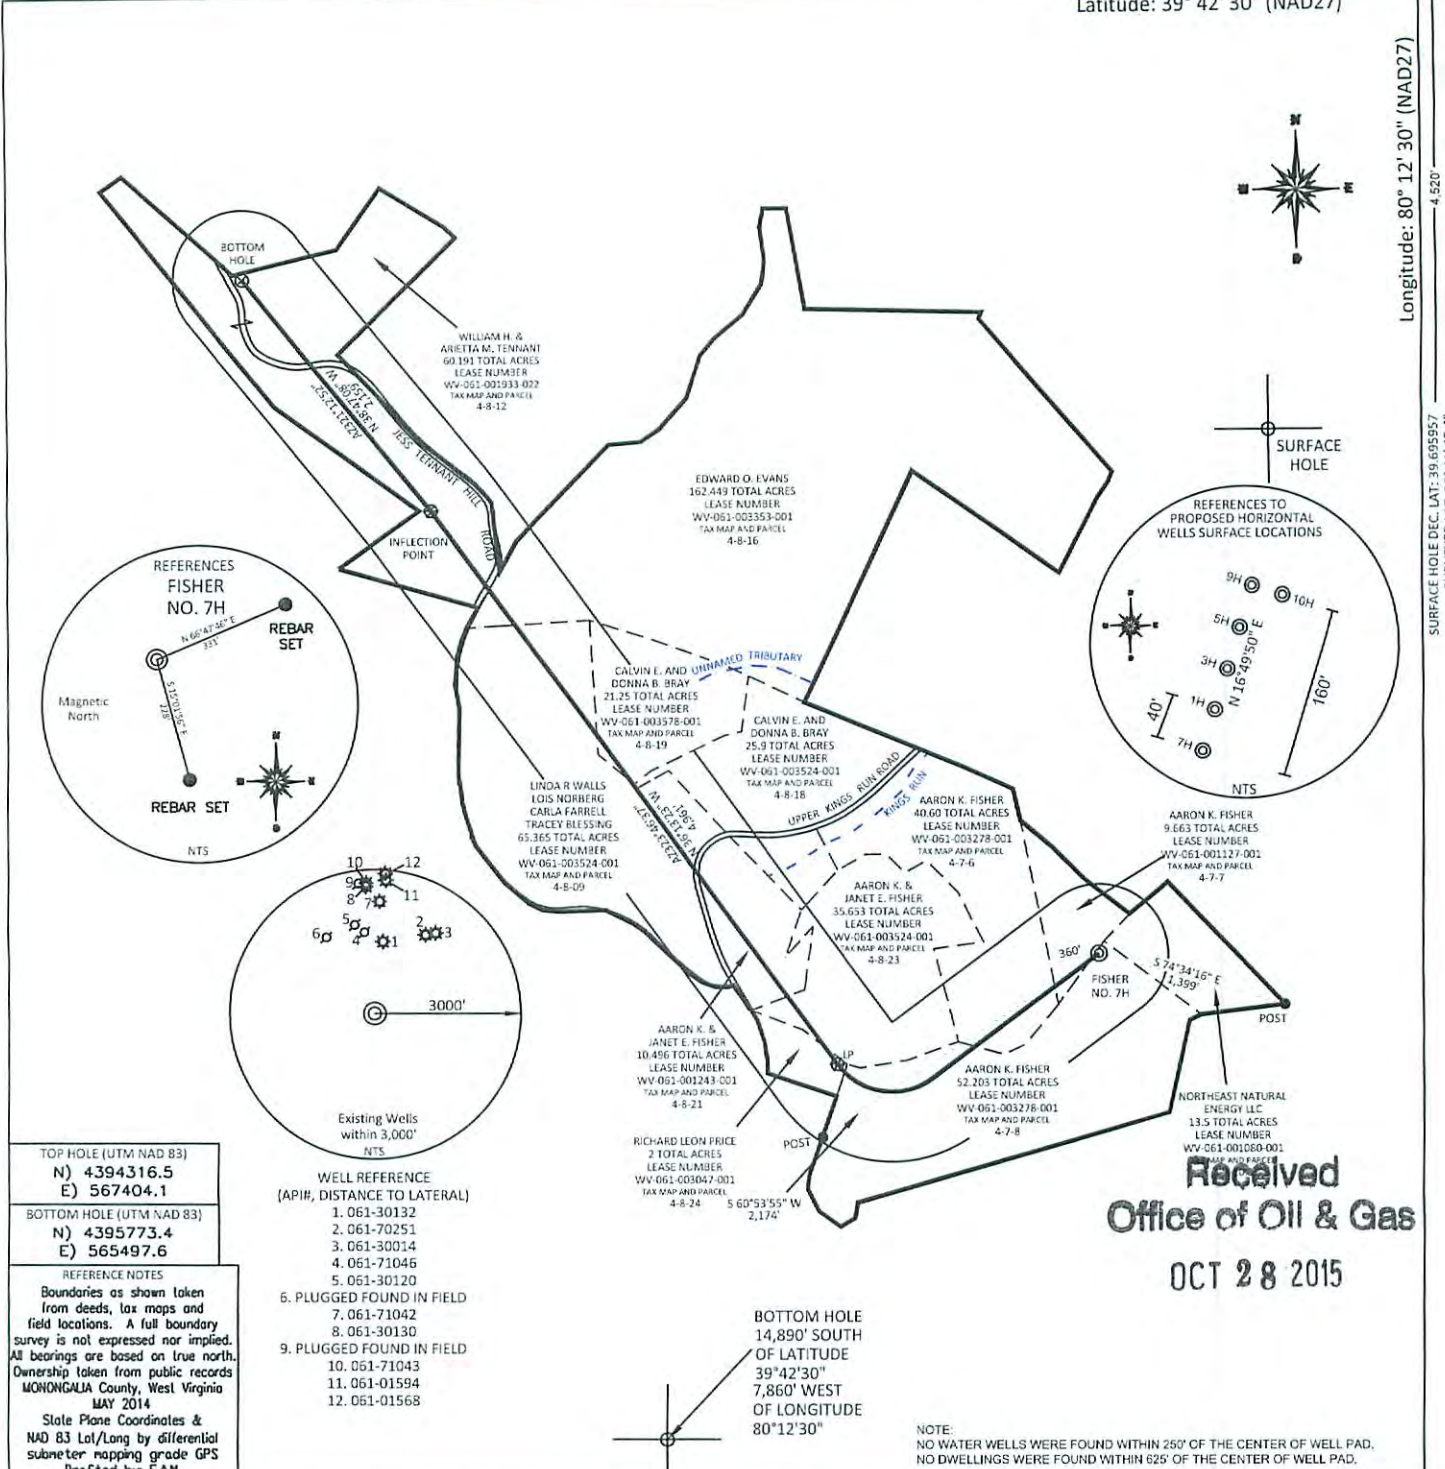 Latitude: 39° 42' 30" (NAD27)
Longitude: 80° 12' 30" (NAD27)
4,520'
SURFACE HOLE DEC. LAT: 39.695957
BOTTOM
HOLE
WILLIAM H. &
ARIETTA M. TENNANT
60.191 TOTAL ACRES
LEASE NUMBER
WV-061-001933-022
TAX MAP AND PARCEL
4-8-12
AZ321°12'52"
N 38°47'08" W
2,159'
JESS TENNANT HILL
ROAD
INFLECTION
POINT
EDWARD O. EVANS
162.449 TOTAL ACRES
LEASE NUMBER
WV-061-003353-001
TAX MAP AND PARCEL
4-8-16
SURFACE
HOLE
REFERENCES TO
PROPOSED HORIZONTAL
WELLS SURFACE LOCATIONS
9H
10H
5H
3H
1H
7H
N 16°49'50" E
40'
160'
NTS
REFERENCES
FISHER
NO. 7H
N 66°47'46" E
331'
REBAR
SET
S 15°01'56" E
228'
Magnetic
North
REBAR SET
NTS
CALVIN E. AND
DONNA B. BRAY
21.25 TOTAL ACRES
LEASE NUMBER
WV-061-003578-001
TAX MAP AND PARCEL
4-8-19
UNNAMED TRIBUTARY
CALVIN E. AND
DONNA B. BRAY
25.9 TOTAL ACRES
LEASE NUMBER
WV-061-003524-001
TAX MAP AND PARCEL
4-8-18
UPPER KINGS RUN ROAD
KINGS RUN
LINDA R WALLS
LOIS NORBERG
CARLA FARRELL
TRACEY BLESSING
65.365 TOTAL ACRES
LEASE NUMBER
WV-061-003524-001
TAX MAP AND PARCEL
4-8-09
AZ323°46'37"
N 36°13'23" W
4,961'
AARON K. FISHER
40.60 TOTAL ACRES
LEASE NUMBER
WV-061-003278-001
TAX MAP AND PARCEL
4-7-6
AARON K. FISHER
9.663 TOTAL ACRES
LEASE NUMBER
WV-061-001127-001
TAX MAP AND PARCEL
4-7-7
AARON K. &
JANET E. FISHER
35.653 TOTAL ACRES
LEASE NUMBER
WV-061-003524-001
TAX MAP AND PARCEL
4-8-23
360'
FISHER
NO. 7H
S 74°34'16" E
1,399'
POST
10
12
9
8
7
11
5
6
4
1
2
3
3000'
Existing Wells
within 3,000'
NTS
AARON K. &
JANET E. FISHER
10.496 TOTAL ACRES
LEASE NUMBER
WV-061-001243-001
TAX MAP AND PARCEL
4-8-21
LP
AARON K. FISHER
52.203 TOTAL ACRES
LEASE NUMBER
WV-061-003278-001
TAX MAP AND PARCEL
4-7-8
NORTHEAST NATURAL
ENERGY LLC
13.5 TOTAL ACRES
LEASE NUMBER
WV-061-001080-001
RICHARD LEON PRICE
2 TOTAL ACRES
LEASE NUMBER
WV-061-003047-001
TAX MAP AND PARCEL
4-8-24
POST
S 60°53'55" W
2,174'
Received
Office of Oil & Gas
OCT 28 2015
TOP HOLE (UTM NAD 83)
N) 4394316.5
E) 567404.1
BOTTOM HOLE (UTM NAD 83)
N) 4395773.4
E) 565497.6
REFERENCE NOTES
Boundaries as shown taken
from deeds, tax maps and
field locations. A full boundary
survey is not expressed nor implied.
All bearings are based on true north.
Ownership taken from public records
MONONGALIA County, West Virginia
MAY 2014
State Plane Coordinates &
NAD 83 Lat/Long by differential
submeter mapping grade GPS
WELL REFERENCE
(API#, DISTANCE TO LATERAL)
1. 061-30132
2. 061-70251
3. 061-30014
4. 061-71046
5. 061-30120
6. PLUGGED FOUND IN FIELD
7. 061-71042
8. 061-30130
9. PLUGGED FOUND IN FIELD
10. 061-71043
11. 061-01594
12. 061-01568
BOTTOM HOLE
14,890' SOUTH
OF LATITUDE
39°42'30"
7,860' WEST
OF LONGITUDE
80°12'30"
NOTE:
NO WATER WELLS WERE FOUND WITHIN 250' OF THE CENTER OF WELL PAD.
NO DWELLINGS WERE FOUND WITHIN 625' OF THE CENTER OF WELL PAD.